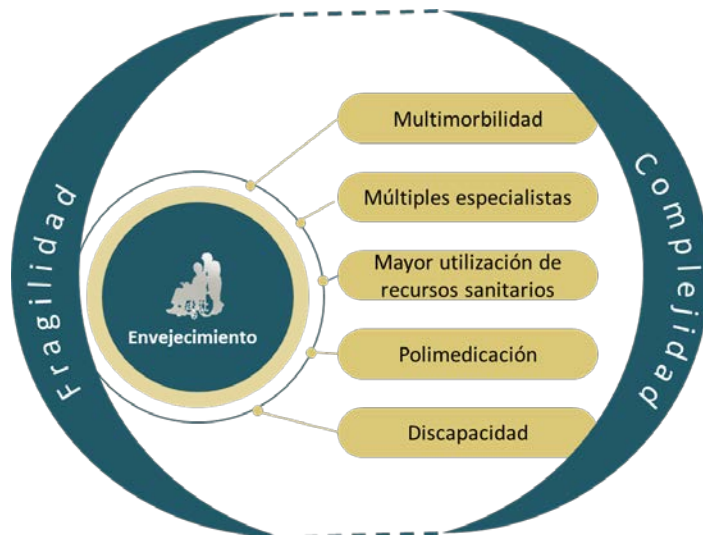 Fragilidad
Envejecimiento
Multimorbilidad
Múltiples especialistas
Mayor utilización de
recursos sanitarios
Polimedicación
Discapacidad
Complejidad